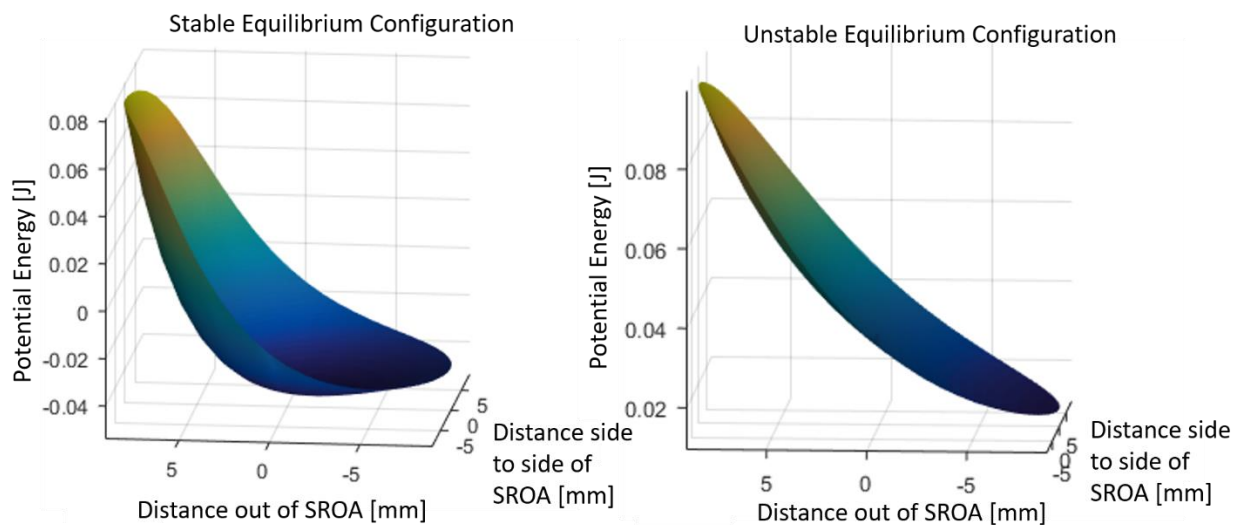 Stable Equilibrium Configuration
0.08
0.06
0.04
0.02
0
-0.02
-0.04
Potential Energy [J]
5
0
-5
5
0
-5
Distance side
to side of
SROA [mm]
Distance out of SROA [mm]
Unstable Equilibrium Configuration
0.08
0.06
0.04
0.02
Potential Energy [J]
5
0
-5
5
0
-5
Distance side
to side of
SROA [mm]
Distance out of SROA [mm]